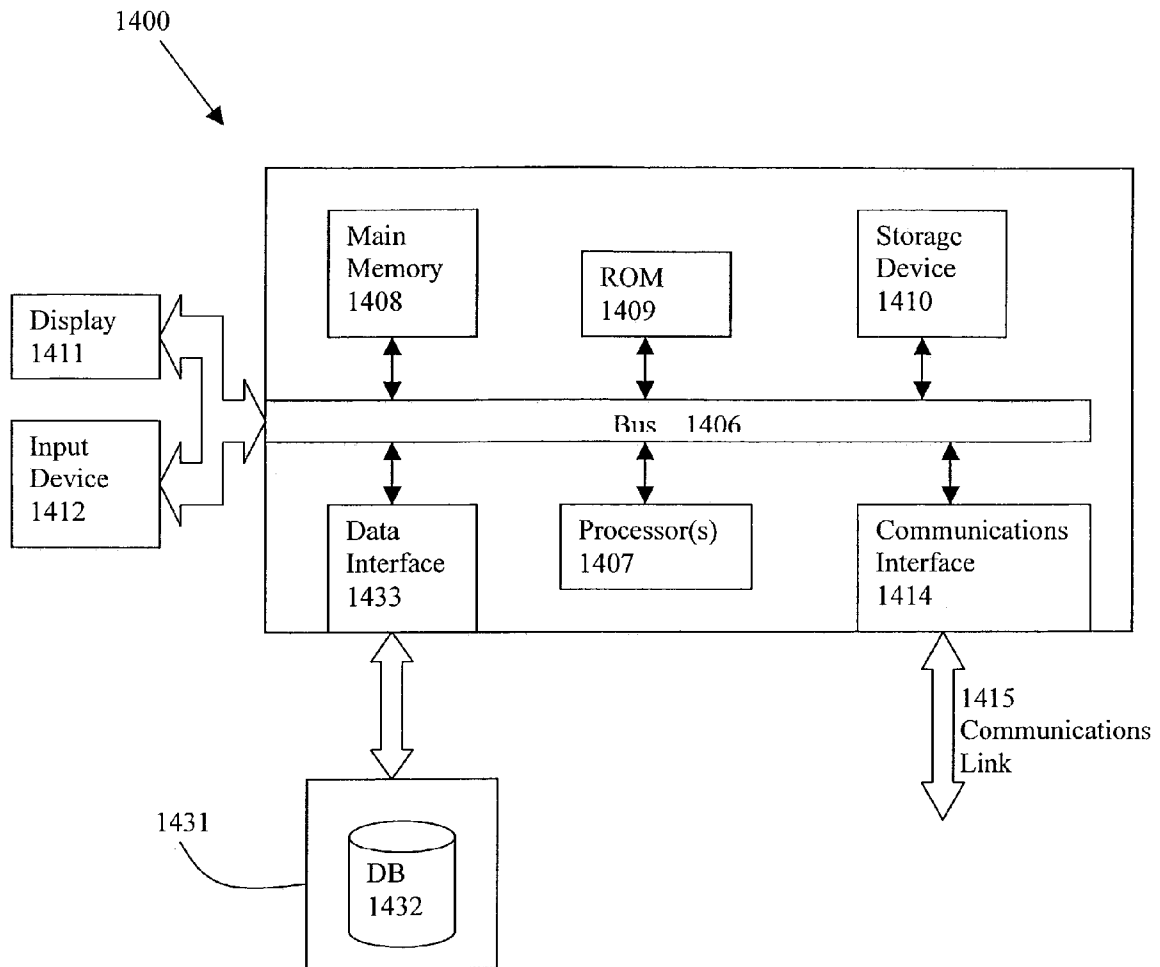 1400
Main
Memory
1408
ROM
1409
Storage
Device
1410
Display
1411
Input
Device
1412
Bus 1406
Data
Interface
1433
Processor(s)
1407
Communications
Interface
1414
1415
Communications
Link
1431
DB
1432